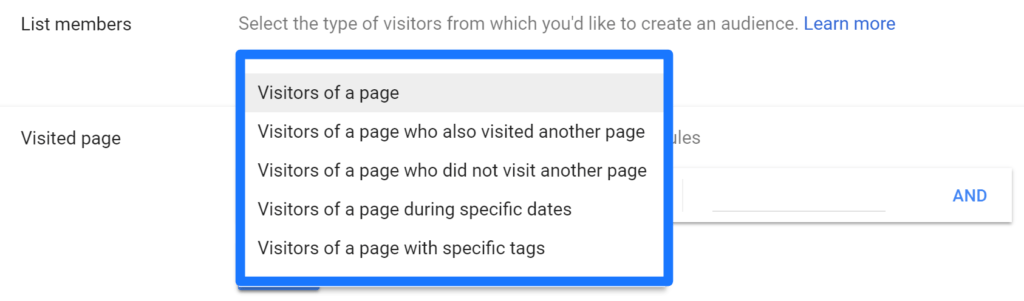 List members
Select the type of visitors from which you'd like to create an audience. Learn more
Visitors of a page
Visitors of a page who also visited another page
Visited page
Visitors of a page who did not visit another page
Visitors of a page during specific dates
AND
Visitors of a page with specific tags